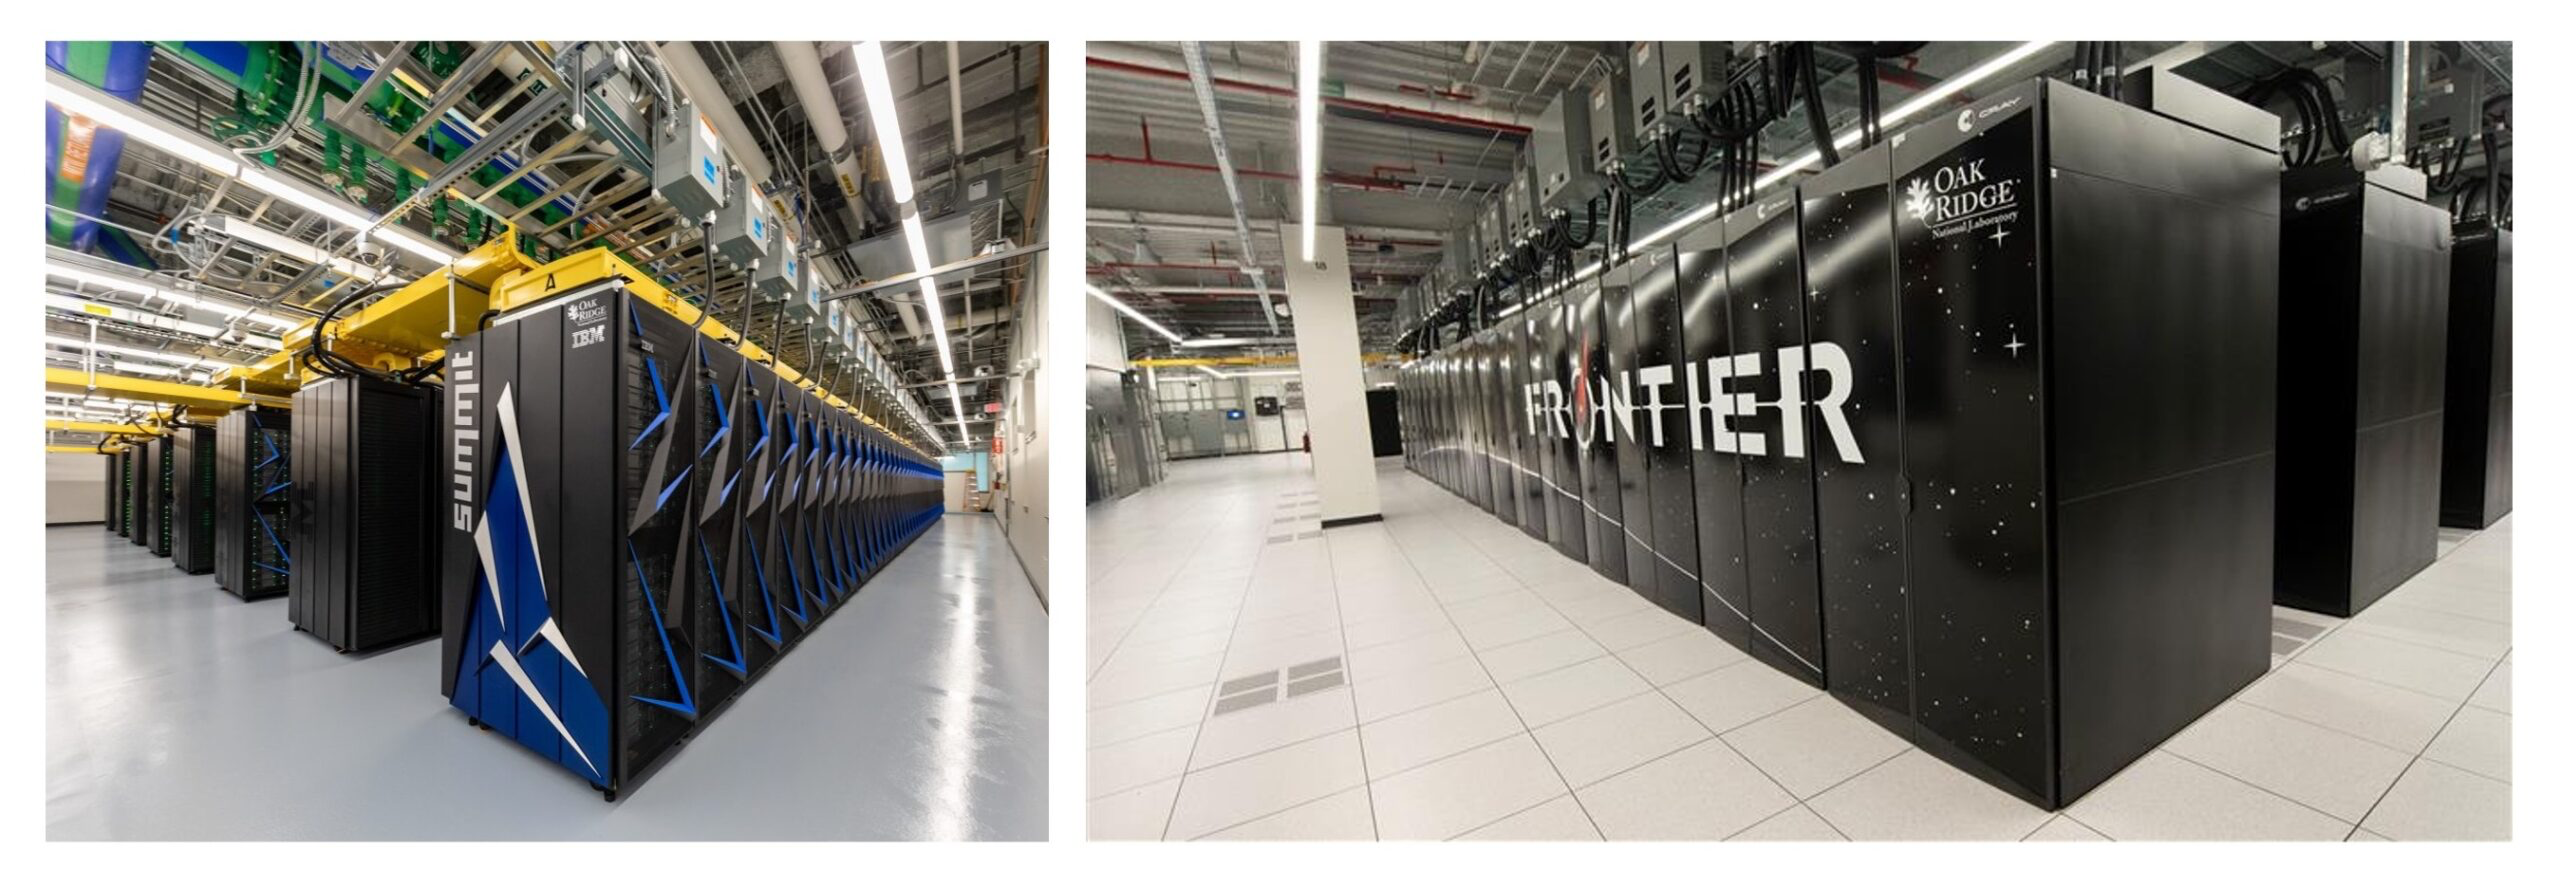 A
OAK
RIDGE
IBM
summit
CRAY
OAK
RIDGE
National Laboratory
FRONTIER